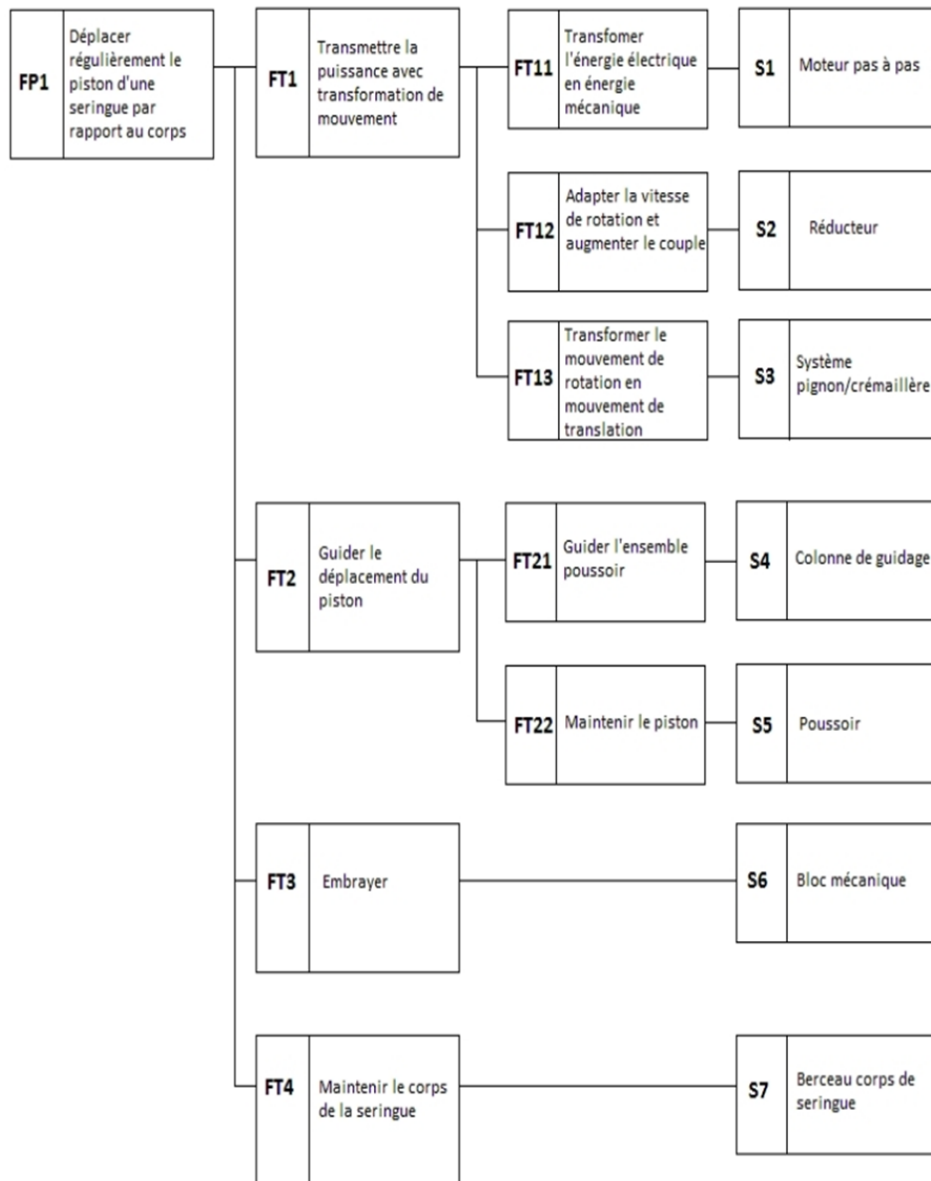 FP1
Déplacer
régulièrement le
piston d'une
seringue par
rapport au corps
FT1
Transmettre la
puissance avec
transformation de
mouvement
FT11
Transfomer
l'énergie électrique
en énergie
mécanique
S1
Moteur pas à pas
FT12
Adapter la vitesse
de rotation et
augmenter le couple
S2
Réducteur
FT13
Transformer le
mouvement de
rotation en
mouvement de
translation
S3
Système
pignon/crémaillère
FT2
Guider le
déplacement du
piston
FT21
Guider l'ensemble
poussoir
S4
Colonne de guidage
FT22
Maintenir le piston
S5
Poussoir
FT3
Embrayer
S6
Bloc mécanique
FT4
Maintenir le corps
de la seringue
S7
Berceau corps de
seringue